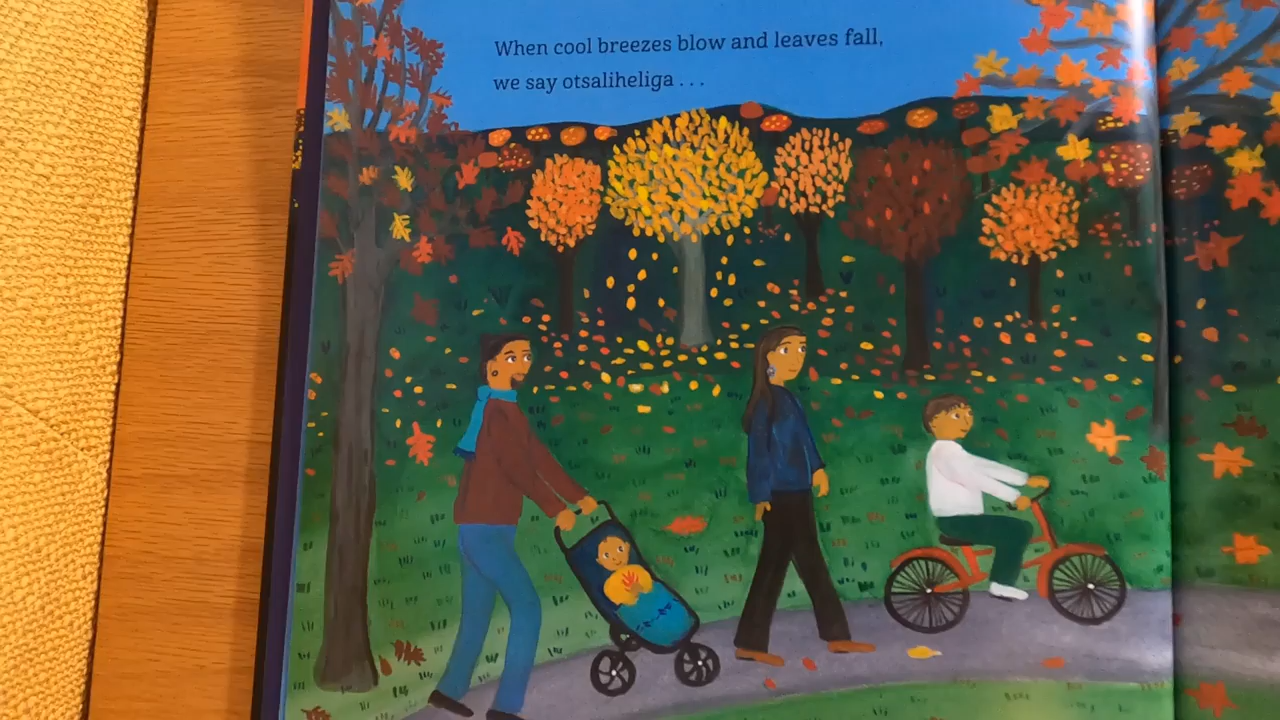 When cool breezes blow and leaves fall,
we say otsaliheliga . . .